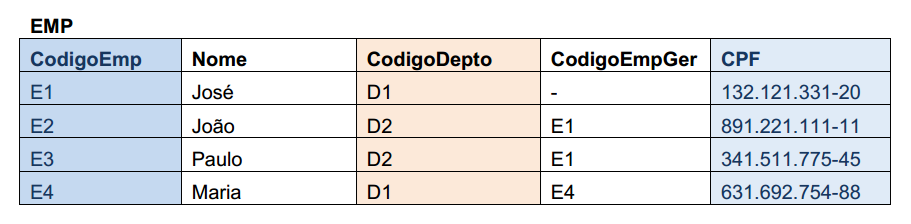 EMP
CodigoEmp Nome CodigoDepto CodigoEmpGer CPF
E1 José D1 - 132.121.331-20
E2 João D2 E1 891.221.111-11
E3 Paulo D2 E1 341.511.775-45
E4 Maria D1 E4 631.692.754-88